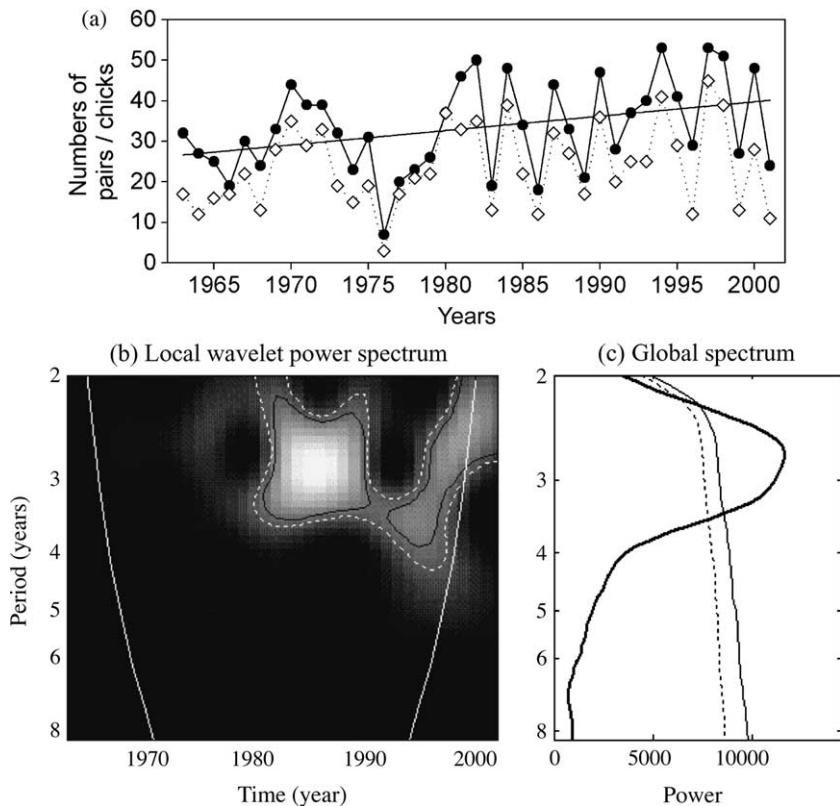 (a)
Numbers of
pairs / chicks
60
50
40
30
20
10
0
1965 1970 1975 1980 1985 1990 1995 2000
Years
(b) Local wavelet power spectrum
Period (years)
2
3
4
5
6
8
1970 1980 1990 2000
Time (year)
(c) Global spectrum
2
3
4
5
6
8
0 5000 10000
Power